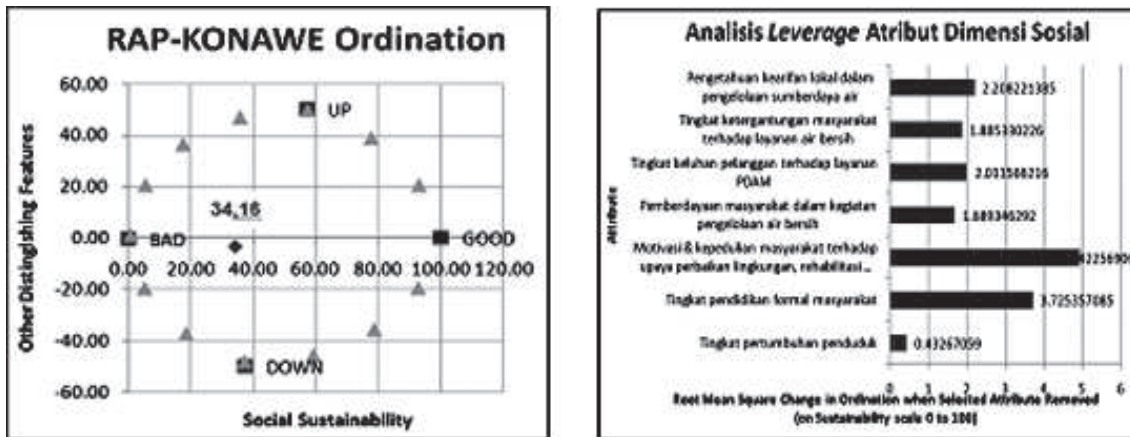 RAP-KONAWE Ordination
Other Distingishing Features
60.00
40.00
20.00
0.00
-20.00
-40.00
-60.00
UP
34,16
BAD
GOOD
DOWN
0.00 20.00 40.00 60.00 80.00 100.00 120.00
Social Sustainability
Analisis Leverage Atribut Dimensi Sosial
Attribute
Pengetahuan kearifan lokal dalam
pengelolaan sumberdaya air
2.208221385
Tingkat ketergantungan masyarakat
terhadap layanan air bersih
1.885330226
Tingkat keluhan pelanggan terhadap layanan
PDAM
Pemberdayaan masyarakat dalam kegiatan
pengelolaan air bersih
1.689346292
Motivasi & kepedulian masyarakat terhadap
upaya perbaikan lingkungan, rehabilitasi ...
Tingkat pendidikan formal masyarakat
3.725357085
Tingkat pertumbuhan penduduk
0.43267059
0 1 2 3 4 5 6
Root Mean Square Change in Ordination when Selected Attribute Removed
(on Sustainability scale 0 to 100)